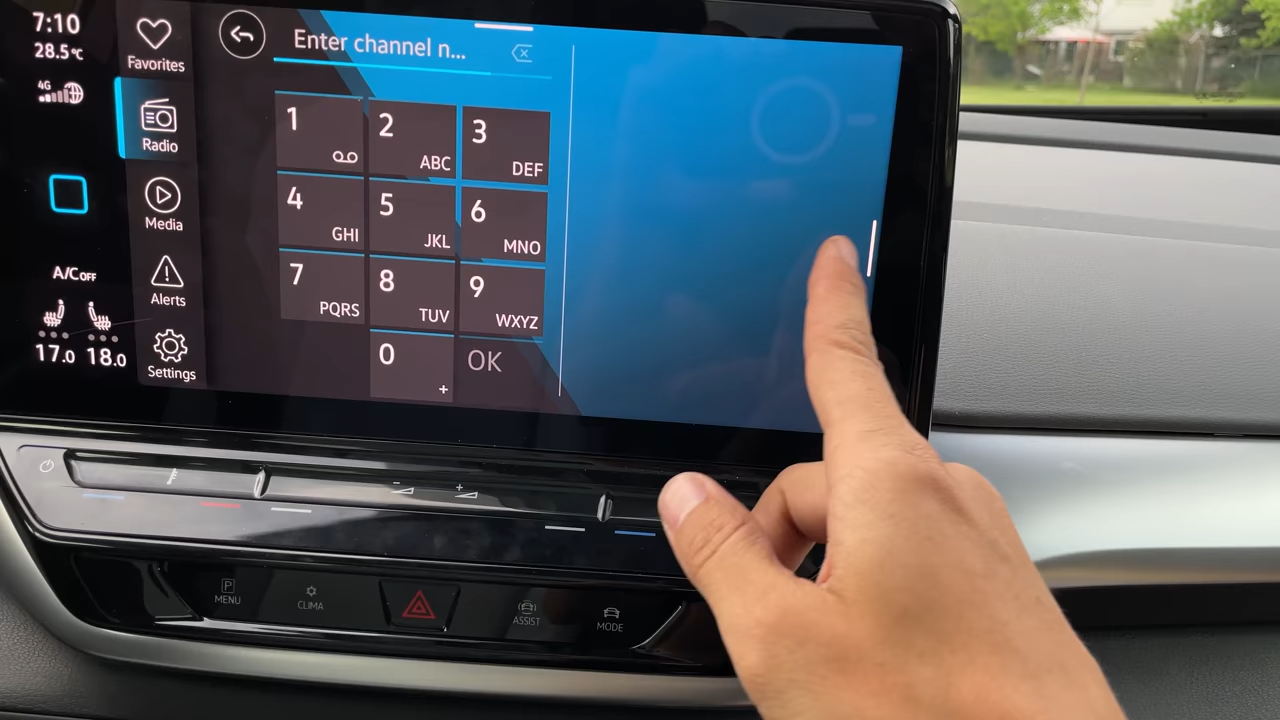 7:10
28.5°C
4G
A/C OFF
17.0 18.0
Favorites
Radio
Media
Alerts
Settings
Enter channel n...
1
2 ABC
3 DEF
4 GHI
5 JKL
6 MNO
7 PQRS
8 TUV
9 WXYZ
0 +
OK
- +
P MENU
CLIMA
ASSIST
MODE